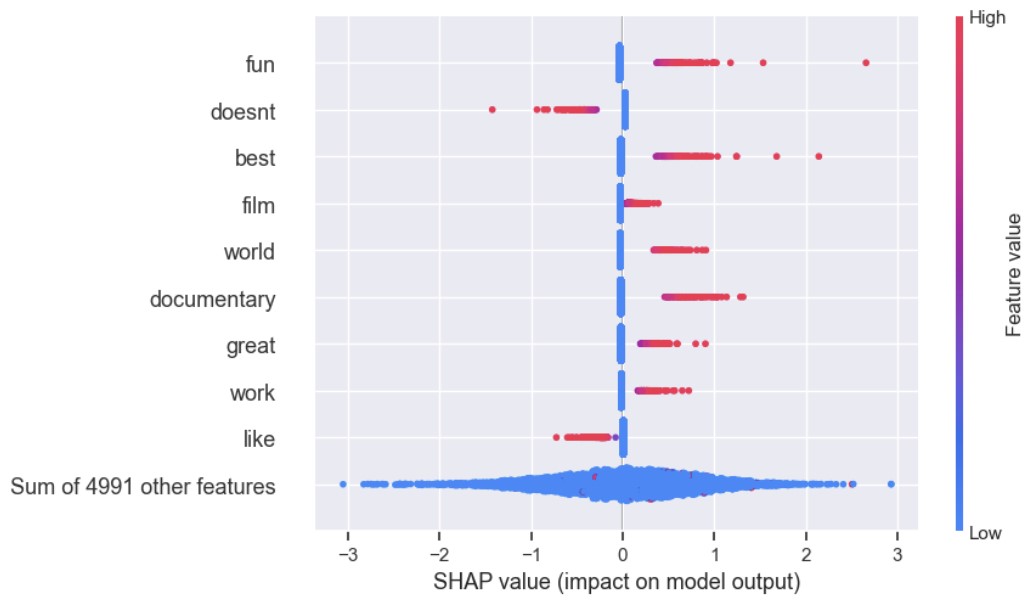 High
fun
doesnt
best
film
world
documentary
great
work
like
Sum of 4991 other features
Feature value
Low
−3 −2 −1 0 1 2 3
SHAP value (impact on model output)